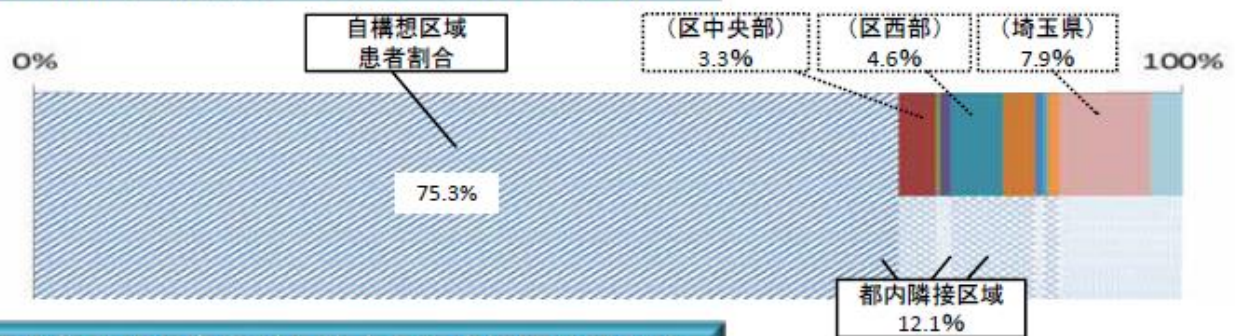 自構想区域
患者割合
(区中央部)
3.3%
(区西部)
4.6%
(埼玉県)
7.9%
0%
100%
75.3%
都内隣接区域
12.1%